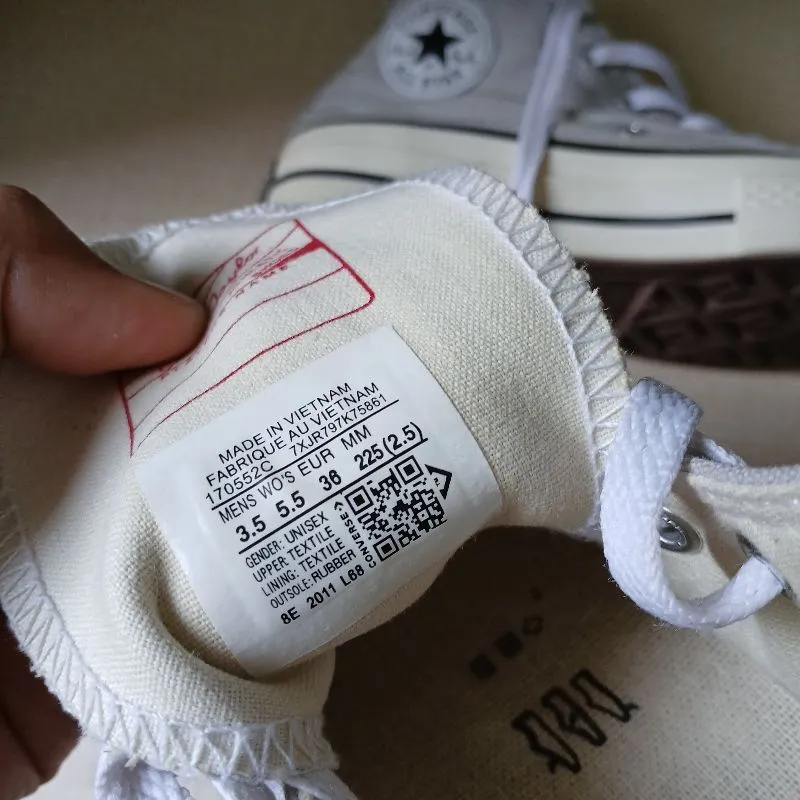 MADE IN VIETNAM
FABRIQUE AU VIETNAM
170552C 7XJR797K75861
MENS WO'S EUR MM
3.5 5.5 36 225(2.5)
GENDER: UNISEX
UPPER: TEXTILE
LINING: TEXTILE
OUTSOLE: RUBBER
8E 2011 L68
CONVERSE